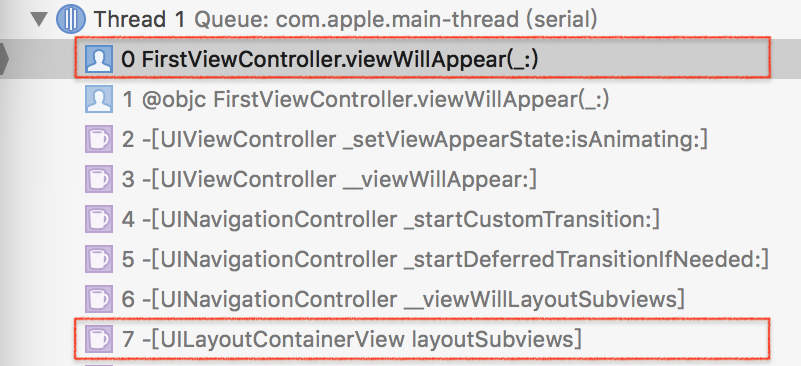 Thread 1 Queue: com.apple.main-thread (serial)
0 FirstViewController.viewWillAppear(_:)
1 @objc FirstViewController.viewWillAppear(_:)
2 -[UIViewController _setViewAppearState:isAnimating:]
3 -[UIViewController __viewWillAppear:]
4 -[UINavigationController _startCustomTransition:]
5 -[UINavigationController _startDeferredTransitionIfNeeded:]
6 -[UINavigationController __viewWillLayoutSubviews]
7 -[UILayoutContainerView layoutSubviews]